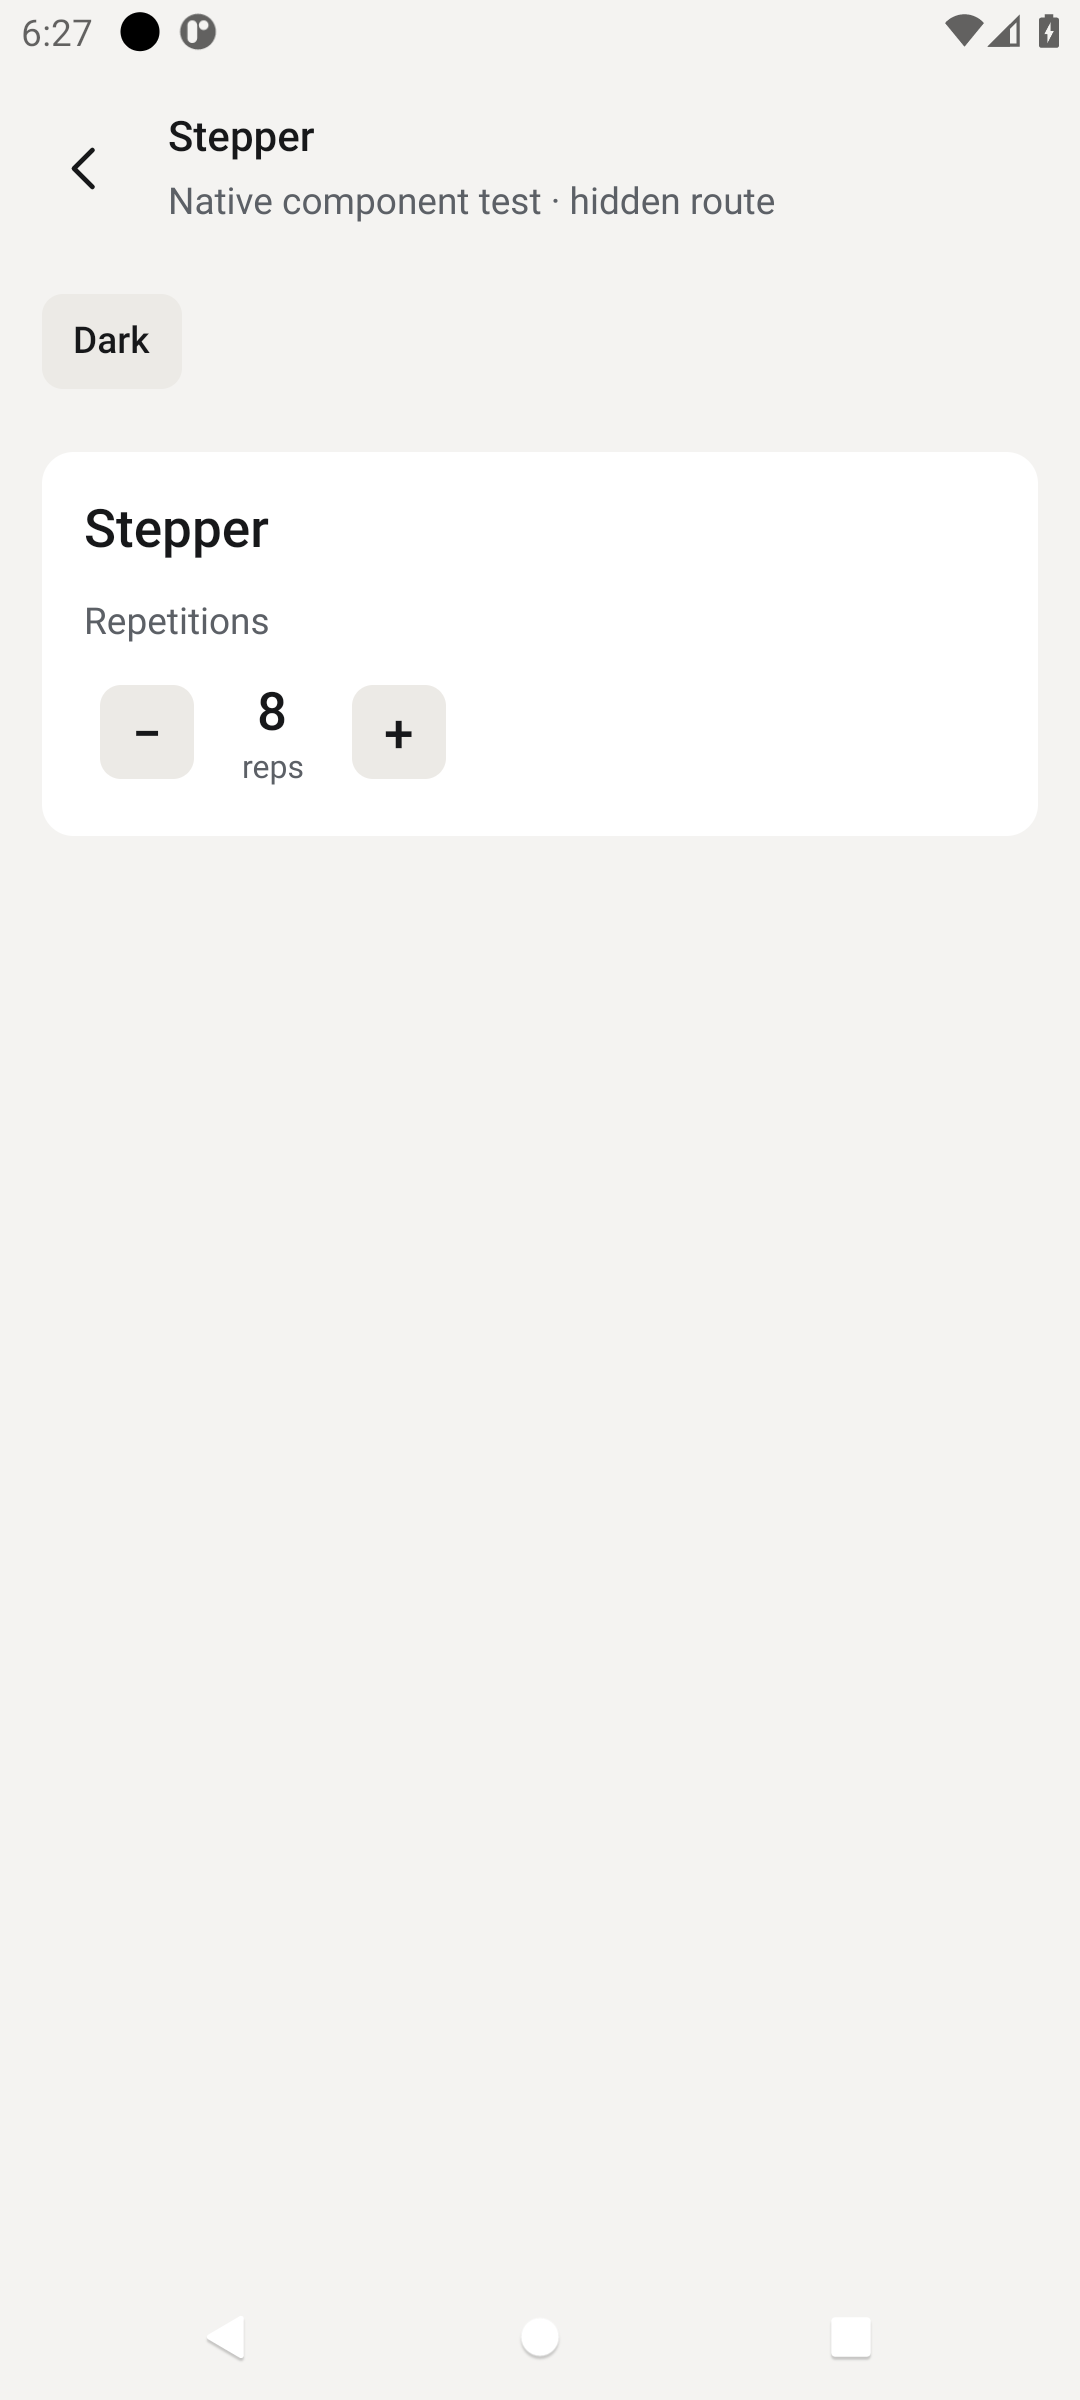 6:27
Stepper
Native component test · hidden route
Dark
Stepper
Repetitions
− 8 +
reps